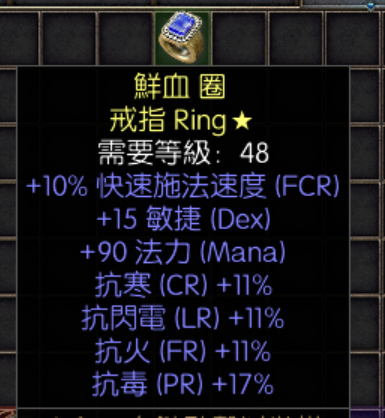 鮮血 圈
戒指 Ring★
需要等級: 48
+10% 快速施法速度 (FCR)
+15 敏捷 (Dex)
+90 法力 (Mana)
抗寒 (CR) +11%
抗閃電 (LR) +11%
抗火 (FR) +11%
抗毒 (PR) +17%